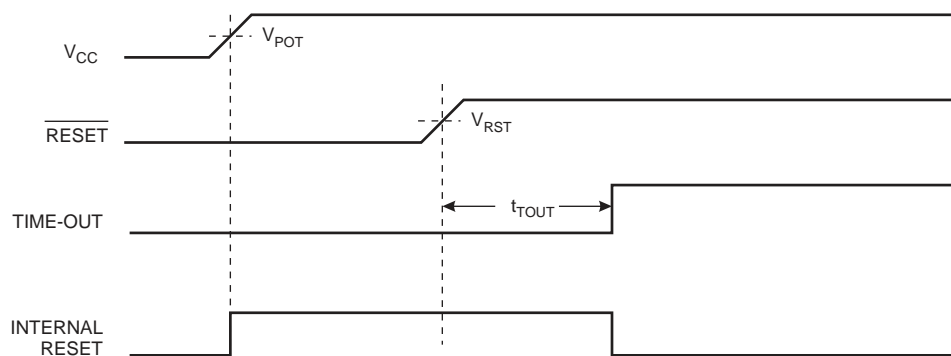 V_CC
V_POT
RESET
V_RST
TIME-OUT
t_TOUT
INTERNAL
RESET